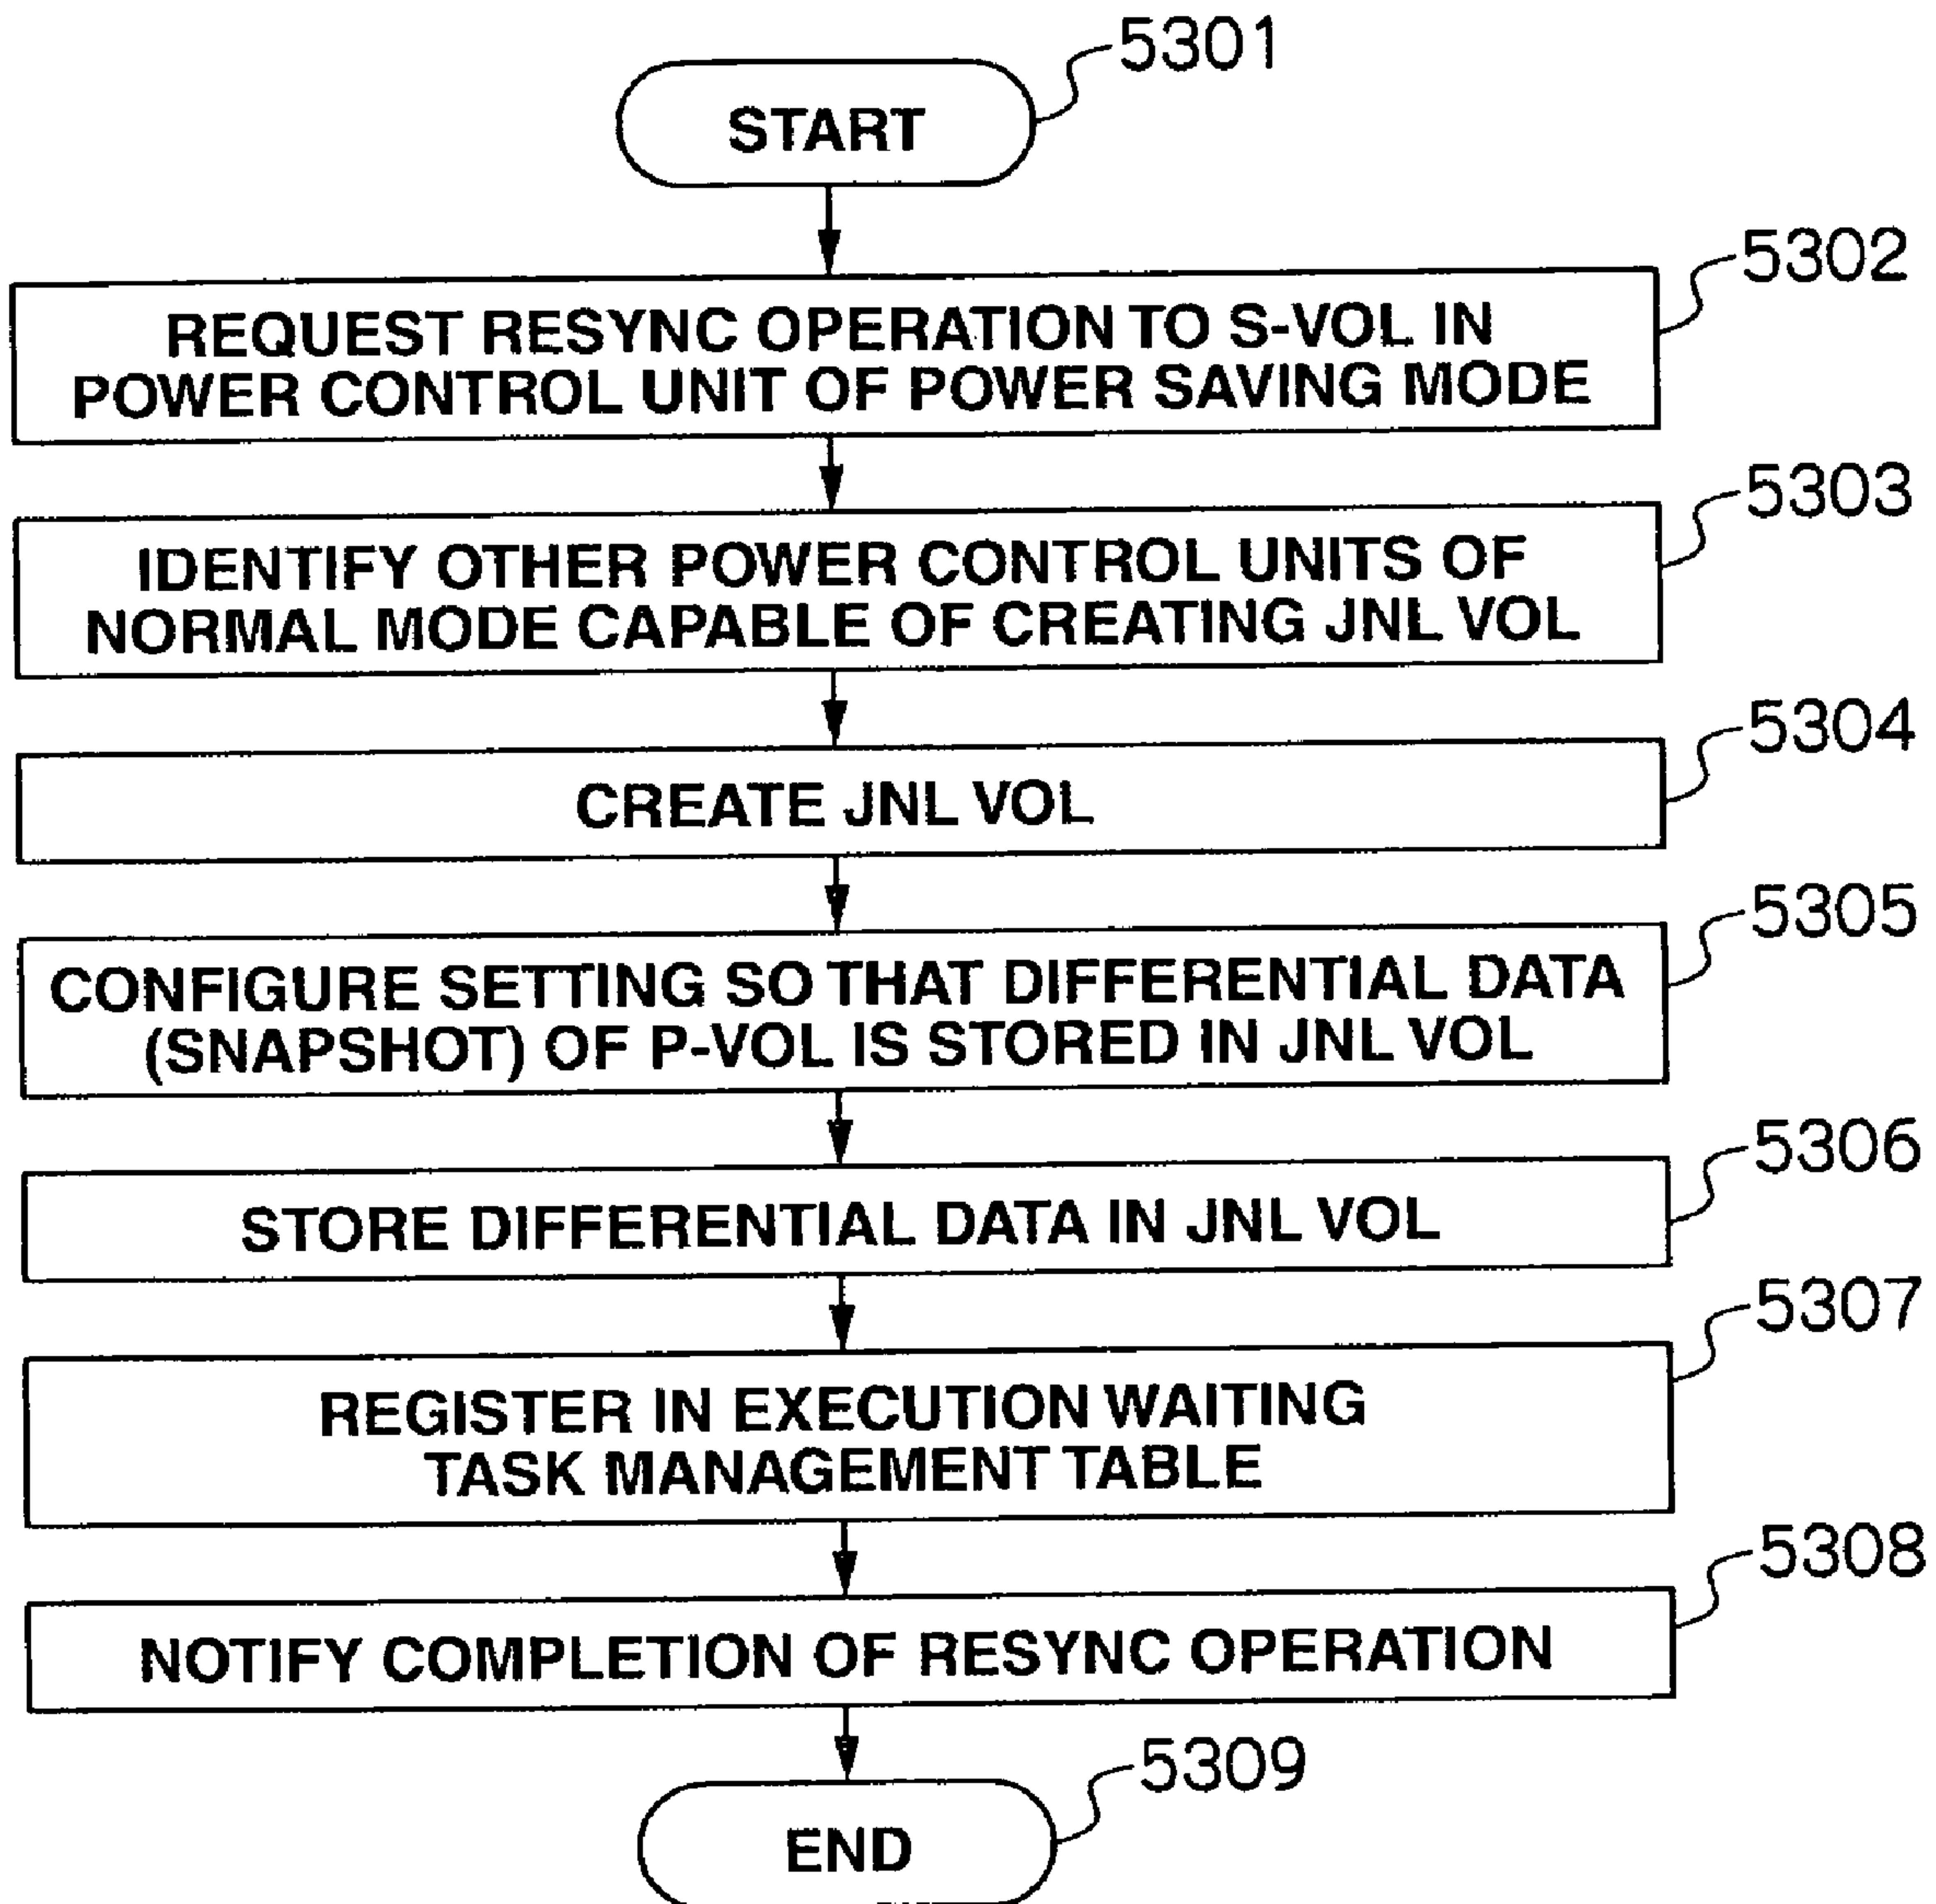 5301
START
5302
REQUEST RESYNC OPERATION TO S-VOL IN
POWER CONTROL UNIT OF POWER SAVING MODE
5303
IDENTIFY OTHER POWER CONTROL UNITS OF
NORMAL MODE CAPABLE OF CREATING JNL VOL
5304
CREATE JNL VOL
5305
CONFIGURE SETTING SO THAT DIFFERENTIAL DATA
(SNAPSHOT) OF P-VOL IS STORED IN JNL VOL
5306
STORE DIFFERENTIAL DATA IN JNL VOL
5307
REGISTER IN EXECUTION WAITING
TASK MANAGEMENT TABLE
5308
NOTIFY COMPLETION OF RESYNC OPERATION
5309
END